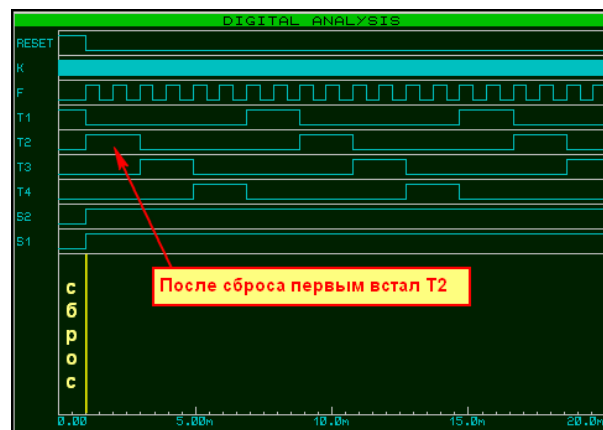 DIGITAL ANALYSIS
RESET
K
F
T1
T2
T3
T4
S2
S1
После сброса первым встал Т2
с
б
р
о
с
0.00 5.00m 10.0m 15.0m 20.0m